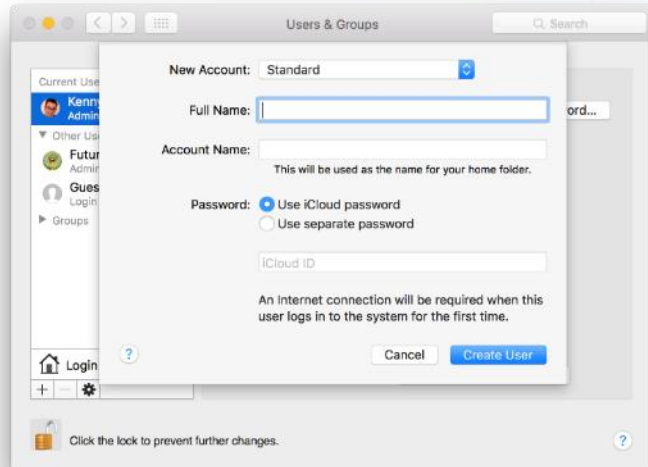 Users & Groups
Search
New Account: Standard
Current Use
Kenny
Admin
Full Name:
ord...
Other Us
Futur
Admin
Account Name:
This will be used as the name for your home folder.
Gues
Login
Groups
Password: Use iCloud password
Use separate password
iCloud ID
An Internet connection will be required when this
user logs in to the system for the first time.
?
Cancel
Create User
Login
+ −
Click the lock to prevent further changes.
?